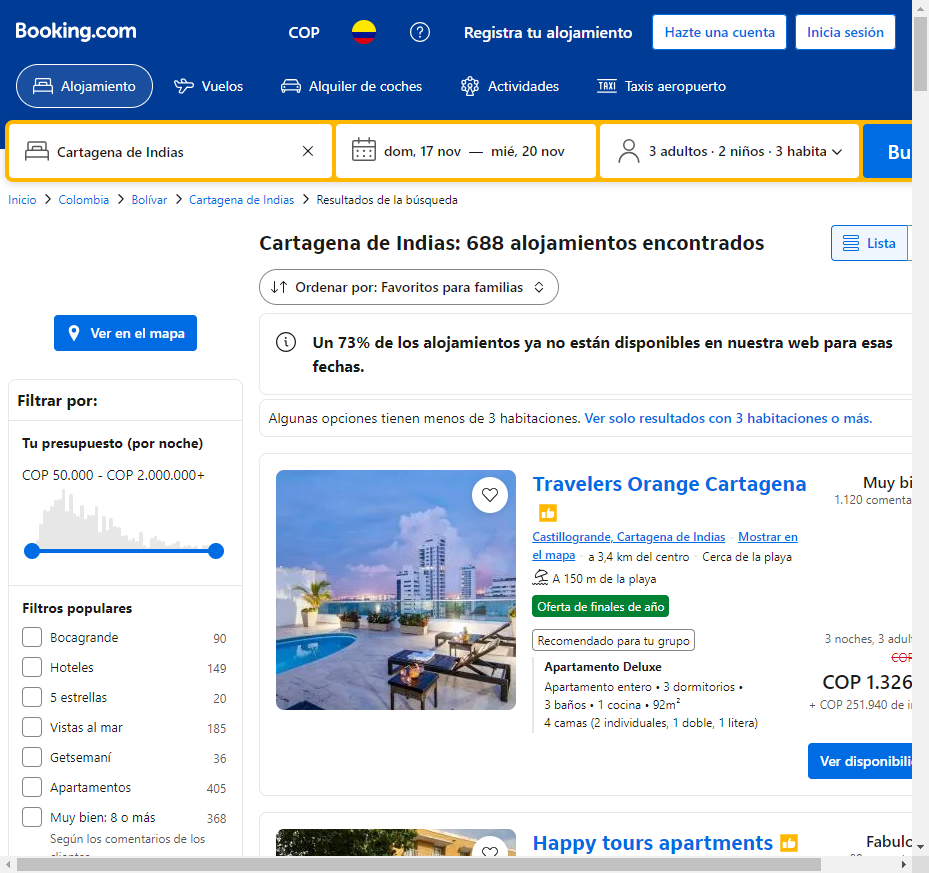 Booking.com
COP
Registra tu alojamiento
Hazte una cuenta
Inicia sesión
Alojamiento
Vuelos
Alquiler de coches
Actividades
TAXI Taxis aeropuerto
Cartagena de Indias
dom, 17 nov — mié, 20 nov
3 adultos · 2 niños · 3 habita
Bu
Inicio > Colombia > Bolívar > Cartagena de Indias > Resultados de la búsqueda
Cartagena de Indias: 688 alojamientos encontrados
Lista
Ordenar por: Favoritos para familias
Ver en el mapa
Un 73% de los alojamientos ya no están disponibles en nuestra web para esas
fechas.
Algunas opciones tienen menos de 3 habitaciones. Ver solo resultados con 3 habitaciones o más.
Filtrar por:
Tu presupuesto (por noche)
COP 50.000 - COP 2.000.000+
Filtros populares
Bocagrande 90
Hoteles 149
5 estrellas 20
Vistas al mar 185
Getsemaní 36
Apartamentos 405
Muy bien: 8 o más 368
Según los comentarios de los
clientes
Travelers Orange Cartagena
Muy bi
1.120 comenta
Castillogrande, Cartagena de Indias · Mostrar en
el mapa · a 3,4 km del centro · Cerca de la playa
A 150 m de la playa
Oferta de finales de año
Recomendado para tu grupo
Apartamento Deluxe
Apartamento entero • 3 dormitorios •
3 baños • 1 cocina • 92m²
4 camas (2 individuales, 1 doble, 1 litera)
3 noches, 3 adul
COP
COP 1.326
+ COP 251.940 de i
Ver disponibili
Happy tours apartments
Fabulo